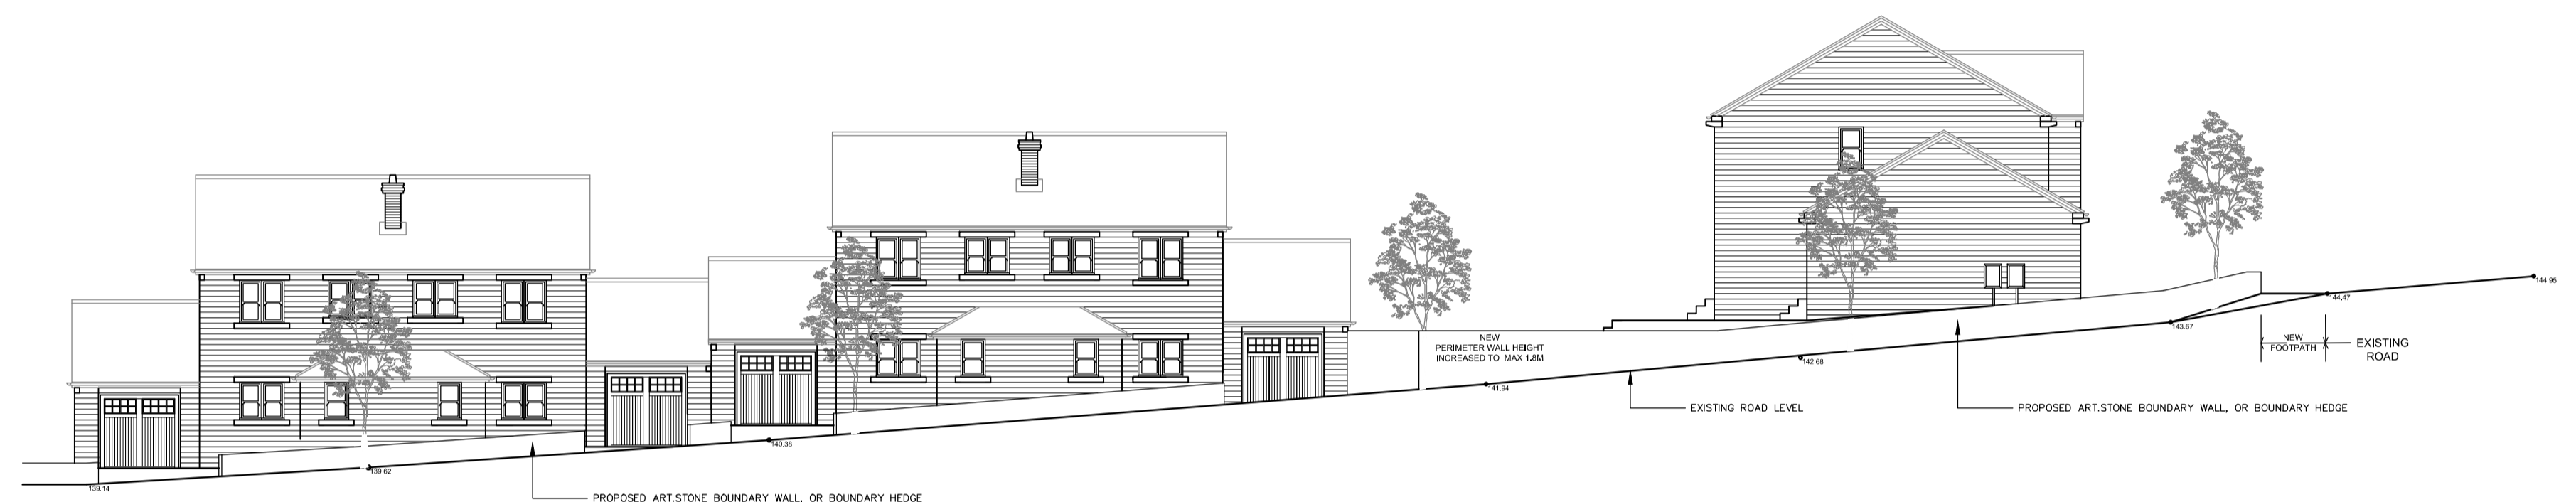 144.95
144.47
143.67
NEW
PERIMETER WALL HEIGHT
INCREASED TO MAX 1.8M
NEW
FOOTPATH
EXISTING
ROAD
142.68
141.94
EXISTING ROAD LEVEL
PROPOSED ART.STONE BOUNDARY WALL, OR BOUNDARY HEDGE
140.38
139.62
139.14
PROPOSED ART.STONE BOUNDARY WALL, OR BOUNDARY HEDGE